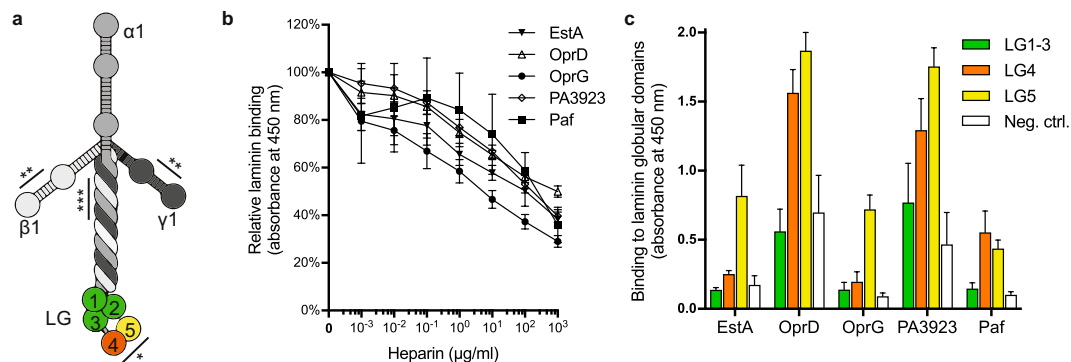 a
α1
**
**
***
β1
γ1
1
2
3
LG
5
4
*
b
120%
100%
80%
60%
40%
20%
0%
Relative laminin binding
(absorbance at 450 nm)
EstA
OprD
OprG
PA3923
Paf
0
10⁻³
10⁻²
10⁻¹
10⁰
10¹
10²
10³
Heparin (µg/ml)
c
2.0
1.5
1.0
0.5
0.0
Binding to laminin globular domains
(absorbance at 450 nm)
LG1-3
LG4
LG5
Neg. ctrl.
EstA
OprD
OprG
PA3923
Paf